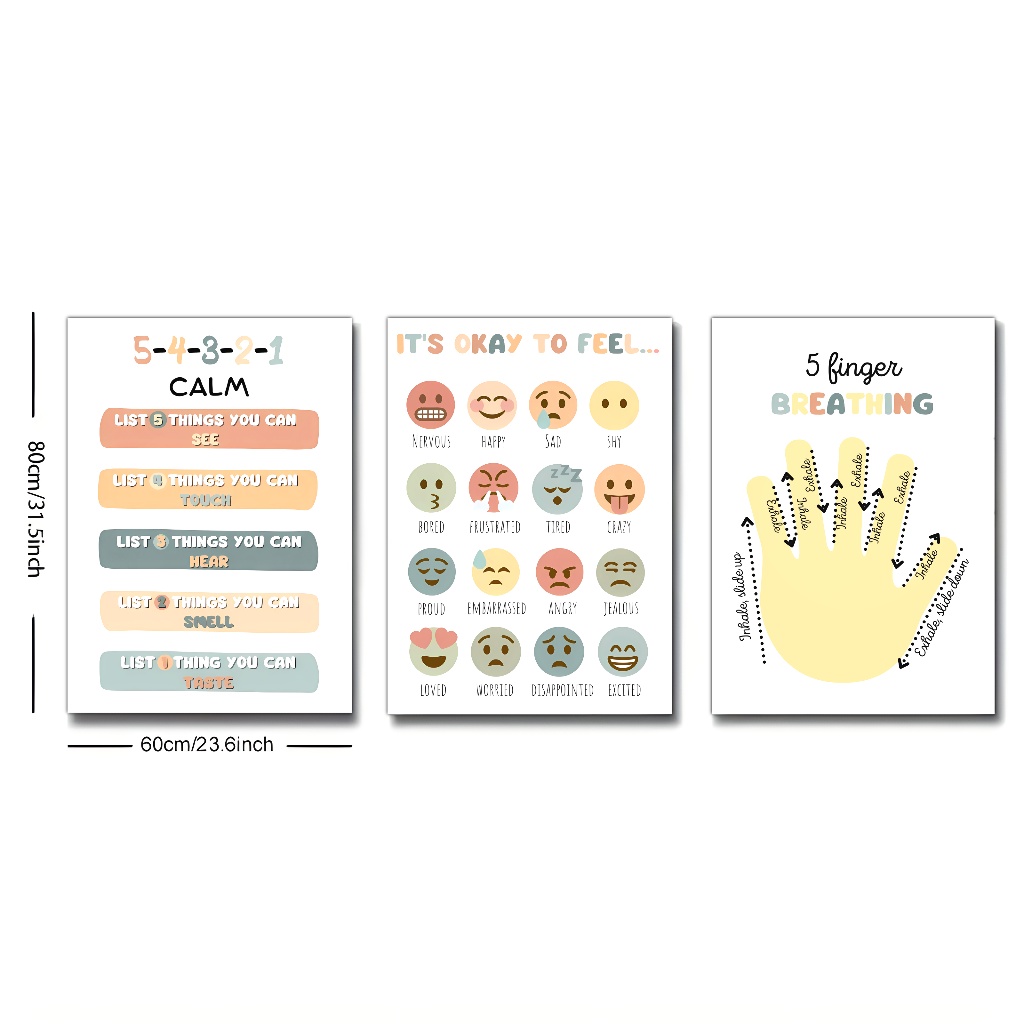 80cm/31.5inch
60cm/23.6inch
5-4-3-2-1
CALM
LIST 5 THINGS YOU CAN
SEE
LIST 4 THINGS YOU CAN
TOUCH
LIST 3 THINGS YOU CAN
HEAR
LIST 2 THINGS YOU CAN
SMELL
LIST 1 THING YOU CAN
TASTE
IT'S OKAY TO FEEL...
NERVOUS HAPPY SAD SHY
BORED FRUSTRATED TIRED CRAZY
ZZZ
PROUD EMBARRASSED ANGRY JEALOUS
LOVED WORRIED DISAPPOINTED EXCITED
5 finger
BREATHING
Inhale, slide up
Exhale
Inhale
Exhale
Inhale
Exhale
Inhale
Exhale
Inhale
Exhale, slide down